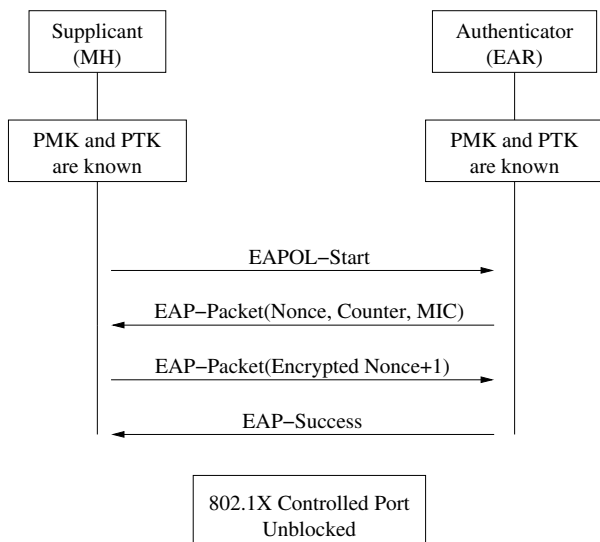 Supplicant
(MH)
Authenticator
(EAR)
PMK and PTK
are known
PMK and PTK
are known
EAPOL−Start
EAP−Packet(Nonce, Counter, MIC)
EAP−Packet(Encrypted Nonce+1)
EAP−Success
802.1X Controlled Port
Unblocked